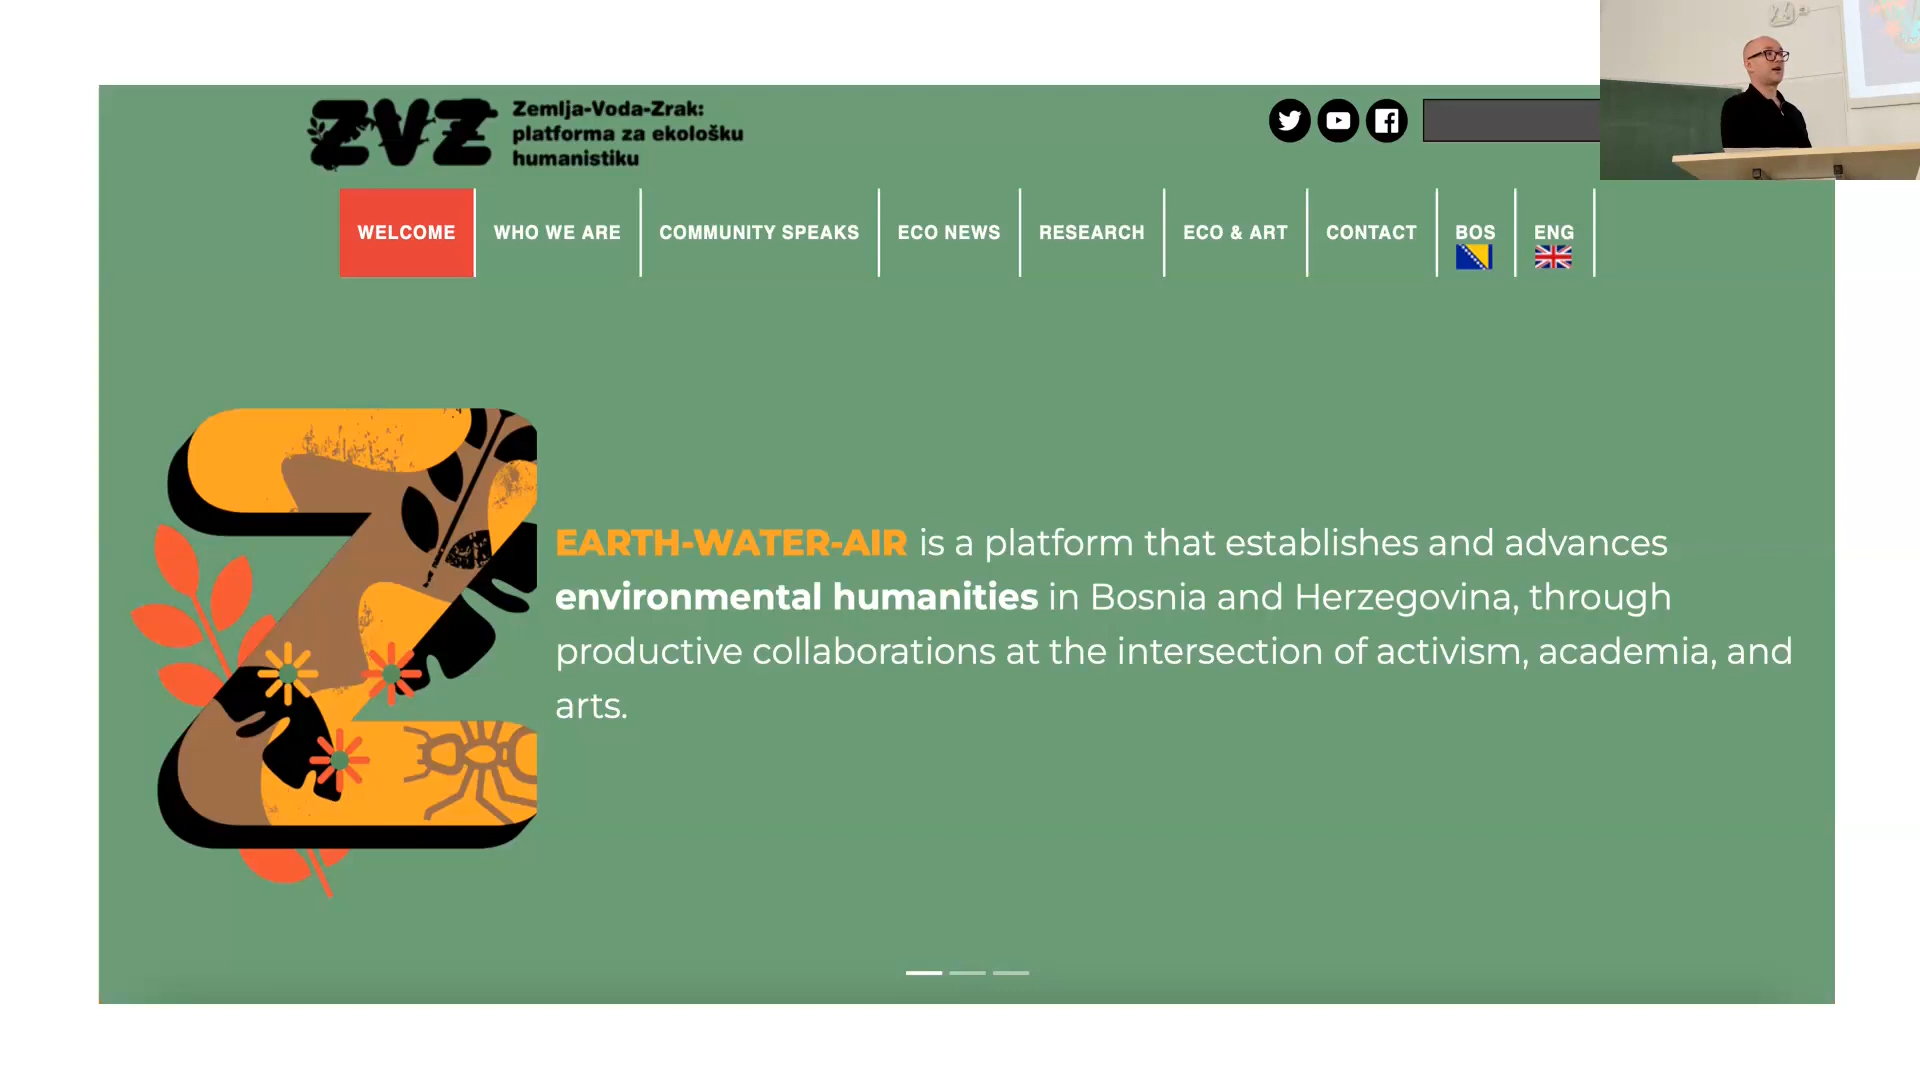 ZVZ
Zemlja-Voda-Zrak:
platforma za ekološku
humanistiku
WELCOME
WHO WE ARE
COMMUNITY SPEAKS
ECO NEWS
RESEARCH
ECO & ART
CONTACT
BOS
ENG
EARTH-WATER-AIR is a platform that establishes and advances
environmental humanities in Bosnia and Herzegovina, through
productive collaborations at the intersection of activism, academia, and
arts.